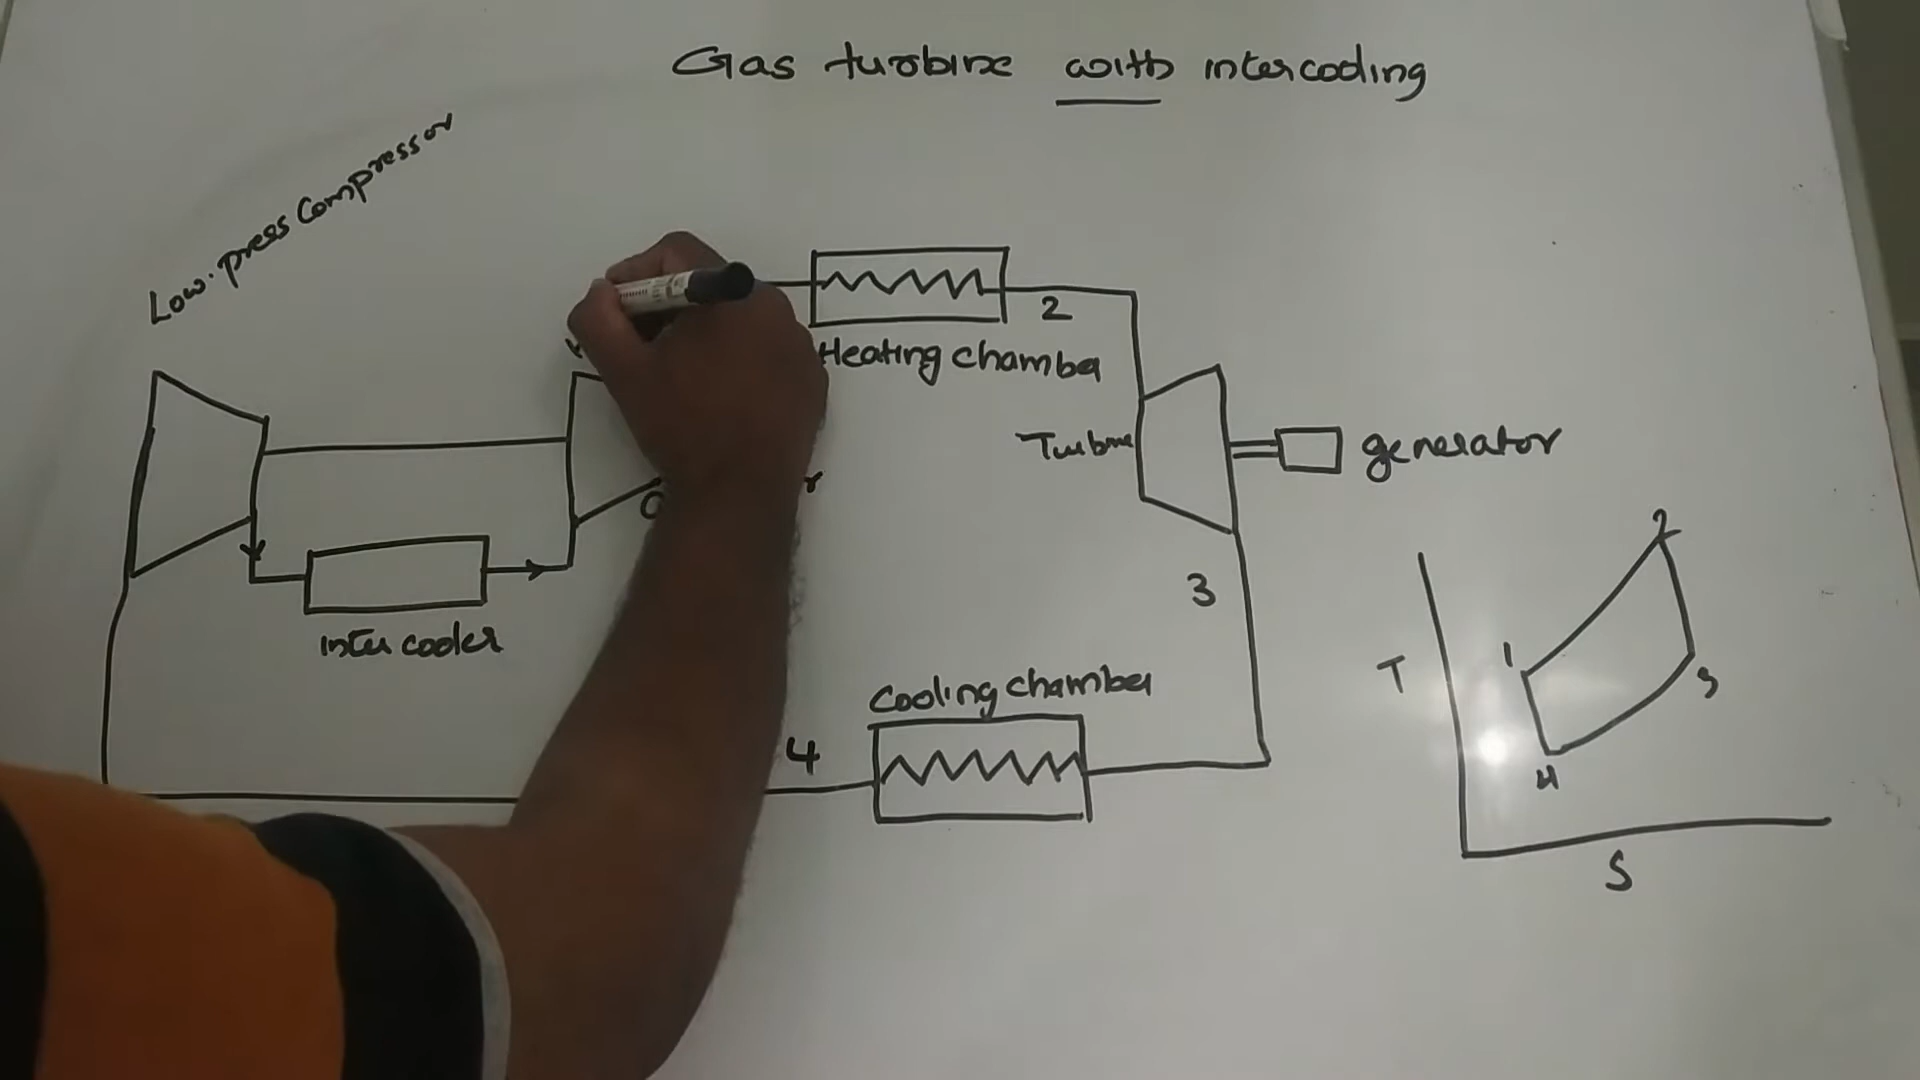 Gas turbine with intercooling
Low. press Compressor
2
Heating chamber
Turbine
generator
Inter cooler
3
Cooling chamber
4
2
1
T
3
4
S